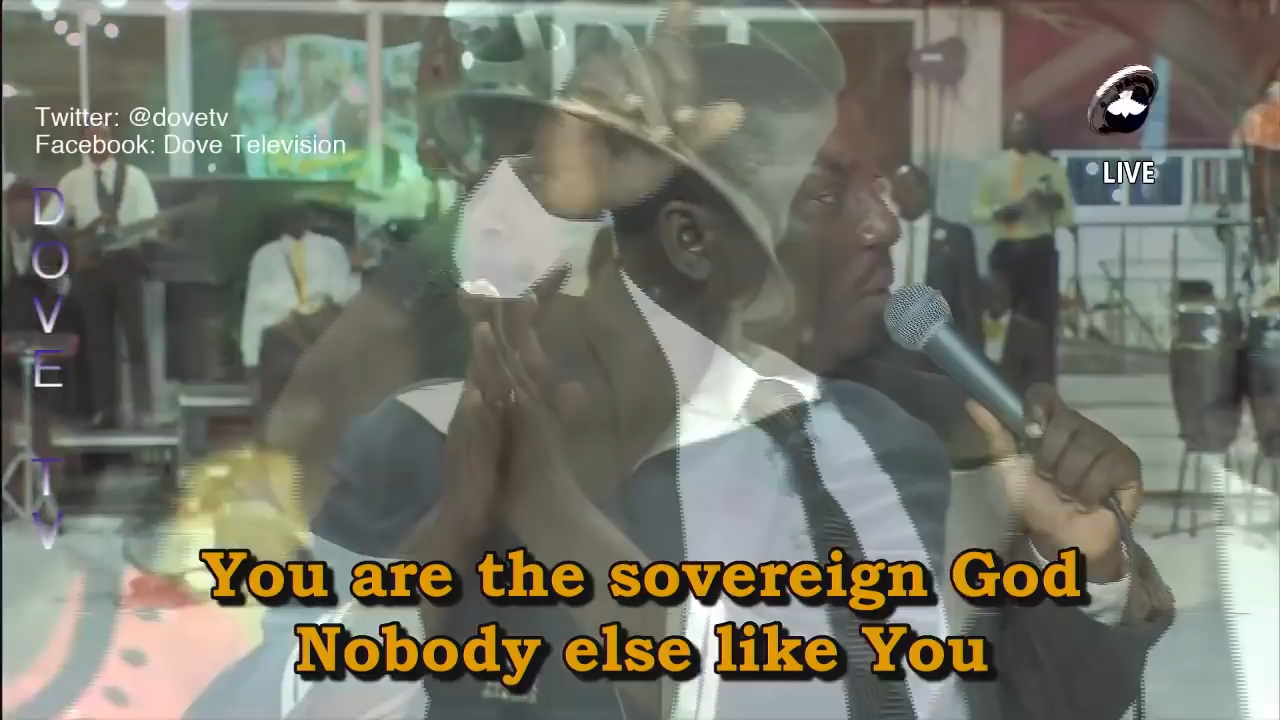 Twitter: @dovetv
Facebook: Dove Television
LIVE
DOVE TV
You are the sovereign God
Nobody else like You